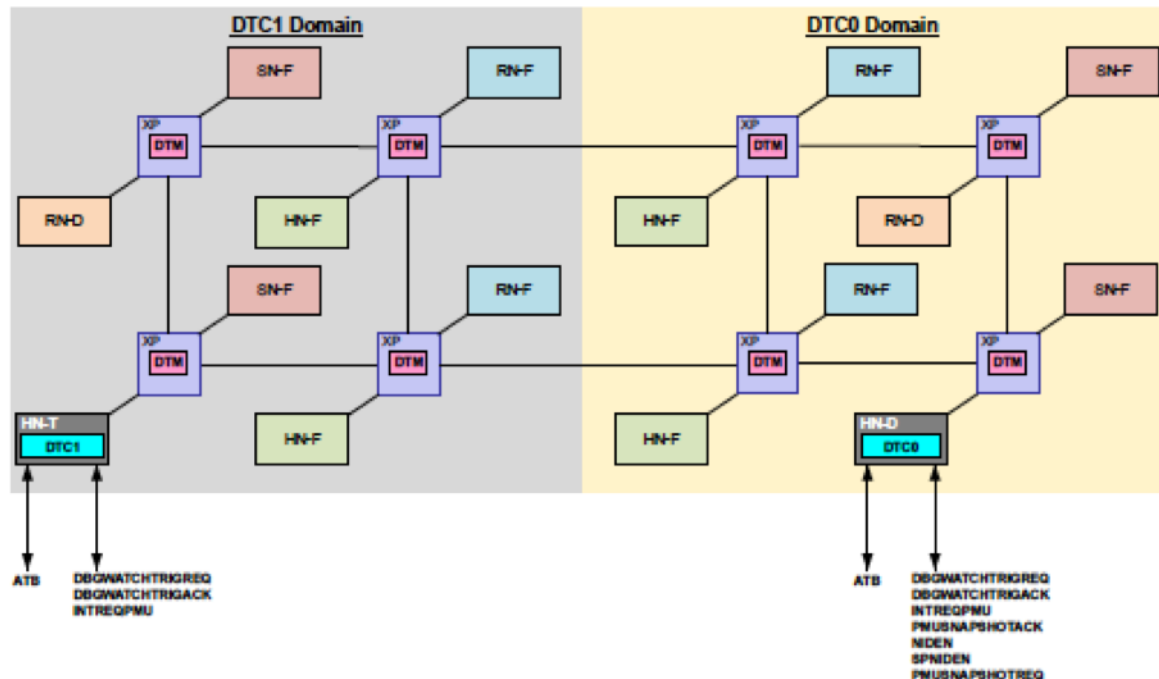 DTC1 Domain
DTC0 Domain
SN-F
RN-F
RN-F
SN-F
XP
DTM
XP
DTM
XP
DTM
XP
DTM
RN-D
HN-F
HN-F
RN-D
SN-F
RN-F
RN-F
SN-F
XP
DTM
XP
DTM
XP
DTM
XP
DTM
HN-T
DTC1
HN-F
HN-F
HN-D
DTC0
ATB
DBGWATCHTRIGREQ
DBGWATCHTRIGACK
INTREQPMU
ATB
DBGWATCHTRIGREQ
DBGWATCHTRIGACK
INTREQPMU
PMUSNAPSHOTACK
NIDEN
SPNIDEN
PMUSNAPSHOTREQ